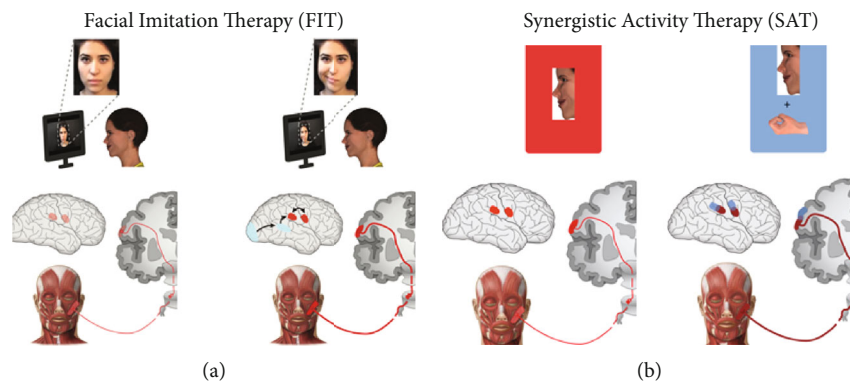 Facial Imitation Therapy (FIT)
Synergistic Activity Therapy (SAT)
+
(a)
(b)